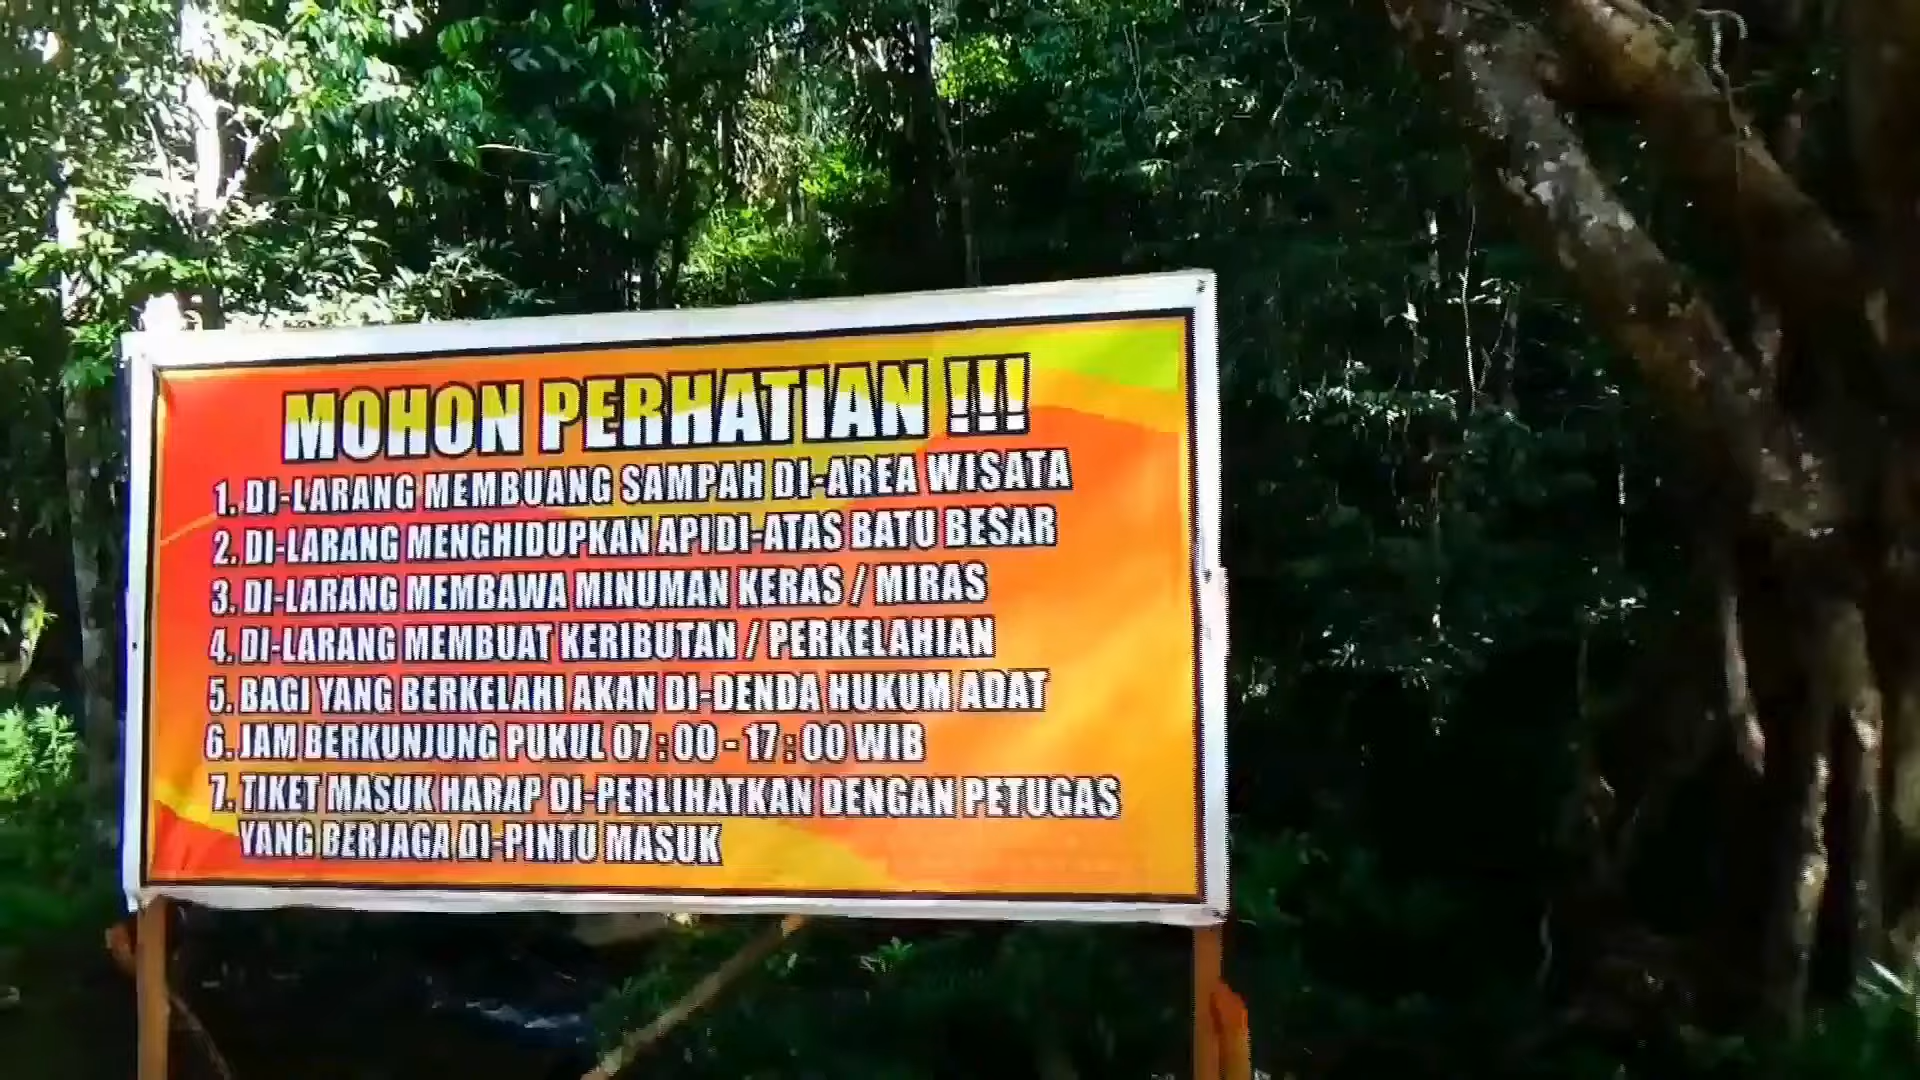 MOHON PERHATIAN !!!
1. DI-LARANG MEMBUANG SAMPAH DI-AREA WISATA
2. DI-LARANG MENGHIDUPKAN API DI-ATAS BATU BESAR
3. DI-LARANG MEMBAWA MINUMAN KERAS / MIRAS
4. DI-LARANG MEMBUAT KERIBUTAN / PERKELAHIAN
5. BAGI YANG BERKELAHI AKAN DI-DENDA HUKUM ADAT
6. JAM BERKUNJUNG PUKUL 07 : 00 - 17 : 00 WIB
7. TIKET MASUK HARAP DI-PERLIHATKAN DENGAN PETUGAS
YANG BERJAGA DI-PINTU MASUK